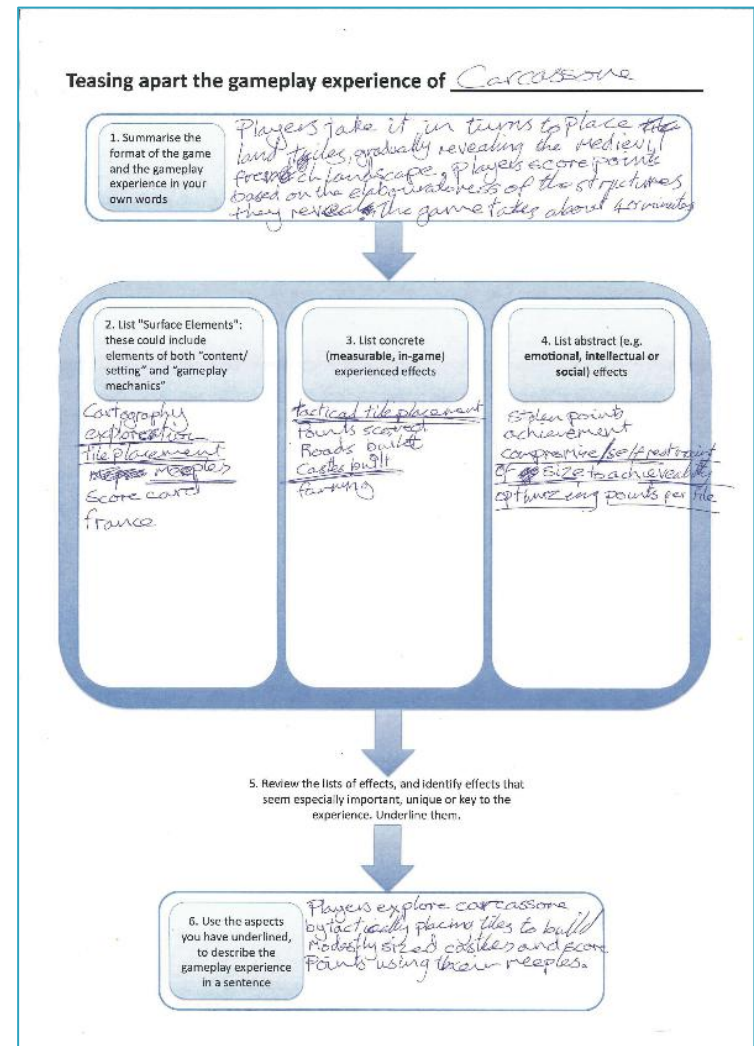 Teasing apart the gameplay experience of Carcassone
1. Summarise the
format of the game
and the gameplay
experience in your
own words
Players take it in turns to place the
land tiles, gradually revealing the Medievil
french landscape, players score points
based on the elaborateness of the structures
they reveal. The game takes about 45 minutes
2. List "Surface Elements":
these could include
elements of both "content/
setting" and "gameplay
mechanics"
Cartography
exploration
tile placement
meeples
Score card
france
3. List concrete
(measurable, in-game)
experienced effects
tactical tile placement
Points scored
Roads built
Castles built
farming
4. List abstract (e.g.
emotional, intellectual or
social) effects
stolen points
achievement
compromise/self restraint
of size to achievability
optimizing points per tile
5. Review the lists of effects, and identify effects that
seem especially important, unique or key to the
experience. Underline them.
6. Use the aspects
you have underlined,
to describe the
gameplay experience
in a sentence
Players explore carcassone
by tactically placing tiles to build
Modestly sized castles and score
Points using their meeples.